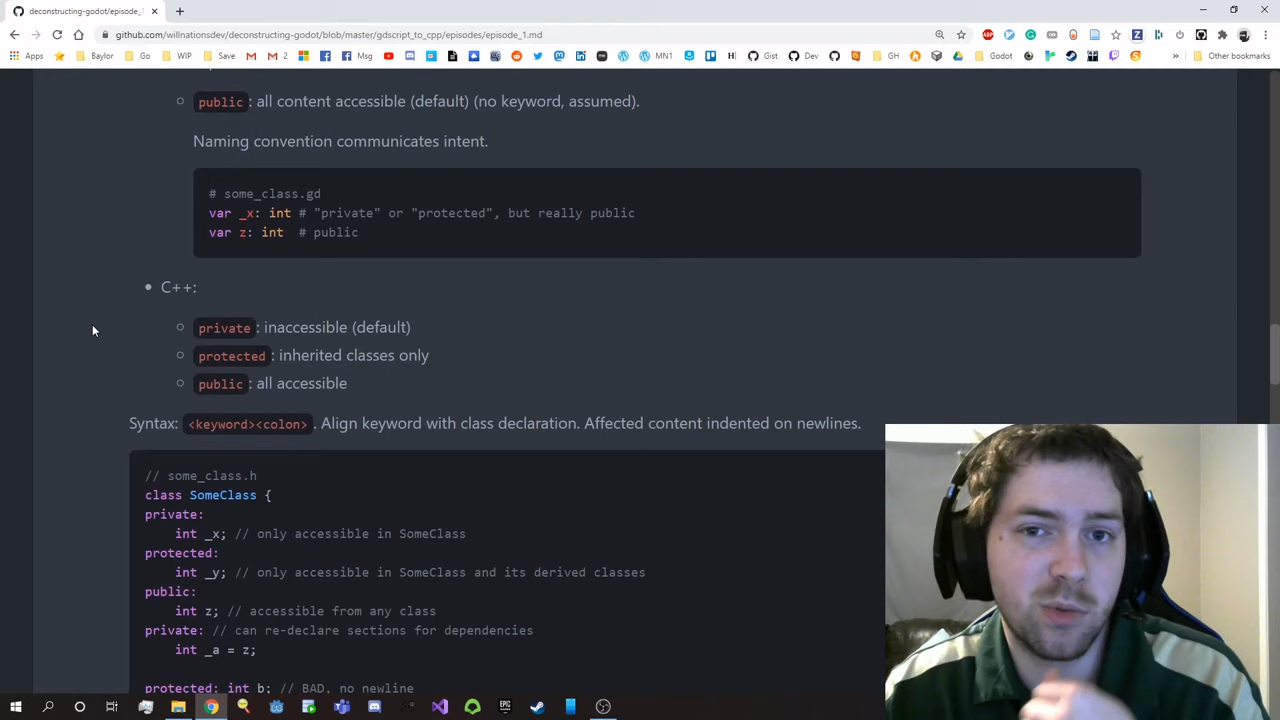 deconstructing-godot/episode_1
github.com/willnationsdev/deconstructing-godot/blob/master/gdscript_to_cpp/episodes/episode_1.md
Apps Baylor Go WIP Save M 2 Msg MN1 Gist GH Godot » Other bookmarks
public: all content accessible (default) (no keyword, assumed).
Naming convention communicates intent.
# some_class.gd
var _x: int # "private" or "protected", but really public
var z: int # public
C++:
private: inaccessible (default)
protected: inherited classes only
public: all accessible
Syntax: <keyword><colon>. Align keyword with class declaration. Affected content indented on newlines.
// some_class.h
class SomeClass {
private:
int _x; // only accessible in SomeClass
protected:
int _y; // only accessible in SomeClass and its derived classes
public:
int z; // accessible from any class
private: // can re-declare sections for dependencies
int _a = z;
protected: int b; // BAD, no newline